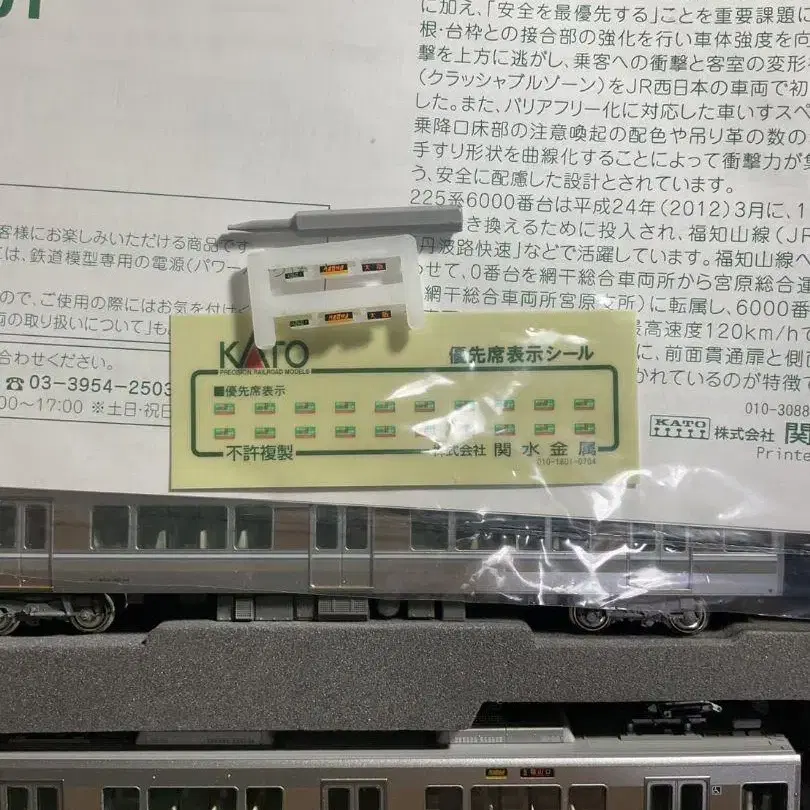 01
に加え、「安全を最優先する」ことを重要課題に
根・台枠との接合部の強化を行い車体強度を向
撃を上方に逃がし、乗客への衝撃と客室の変形
(クラッシャブルゾーン)をJR西日本の車両で初
した。また、バリアフリー化に対応した車いすスペ
乗降口床部の注意喚起の配色や吊り革の数の
手すり形状を曲線化することによって衝撃力が集
う、安全に配慮した設計とされています。
225系6000番台は平成24年(2012)3月に、1
き換えるために投入され、福知山線(JR
丹波路快速」などで活躍しています。福知山線へ
わせて、0番台を網干総合車両所から宮原総合運
網干総合車両所宮原支所)に転属し、6000番
最高速度120km/hで
に、前面貫通扉と側面
かれているのが特徴
010-3088
KATO 株式会社 関
Printe
客様にお楽しみいただける商品です
ては、鉄道模型専用の電源(パワー
ので、ご使用の際にはお気を付けく
両の取り扱いについて」も
合わせください。
☎03-3954-2503
00〜17:00 ※土日・祝日
大阪
大阪
KATO
PRECISION RAILROAD MODELS
優先席表示シール
■優先席表示
不許複製
株式会社 関水金属
010-1801-0704